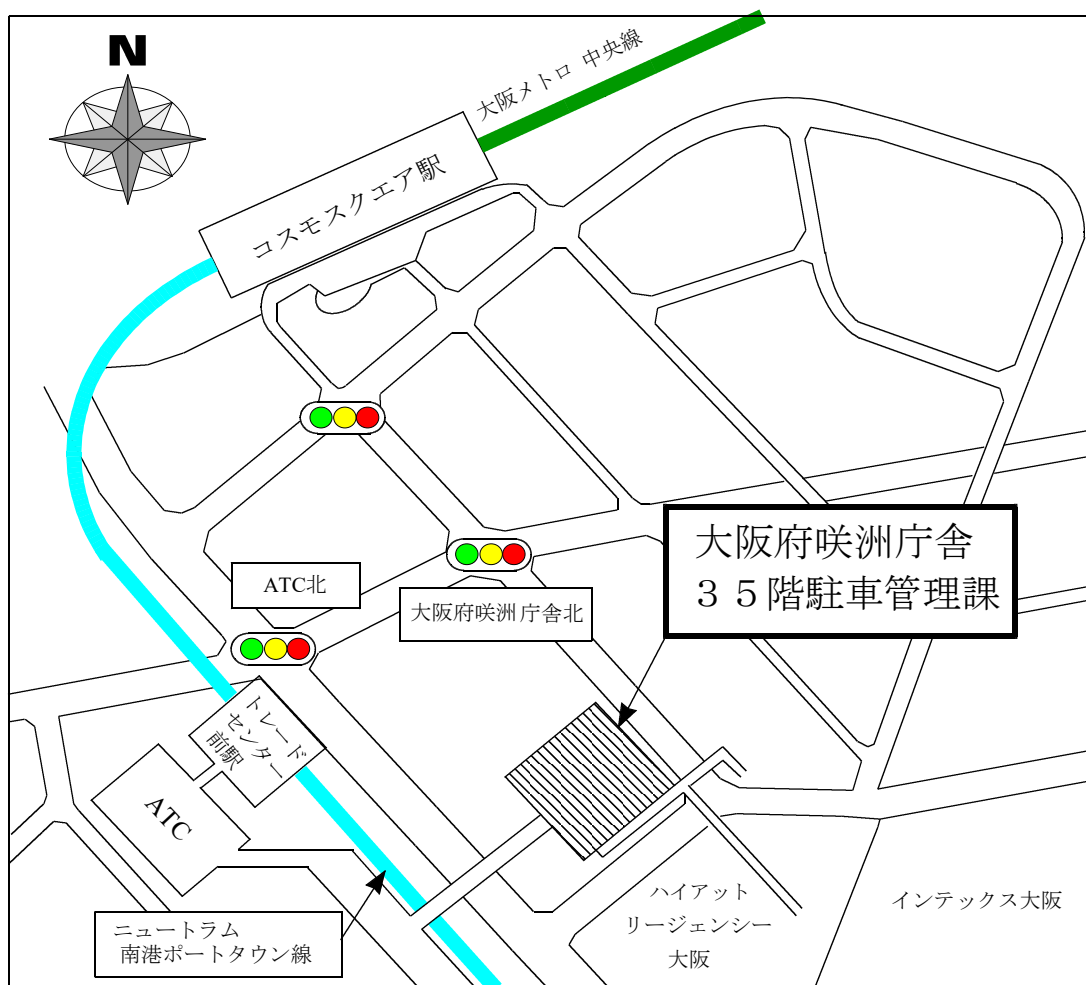 N
大阪メトロ 中央線
コスモスクエア駅
大阪府咲洲庁舎
３５階駐車管理課
ATC北
大阪府咲洲庁舎北
トレード
センター
前駅
ATC
ハイアット
リージェンシー
大阪
インテックス大阪
ニュートラム
南港ポートタウン線